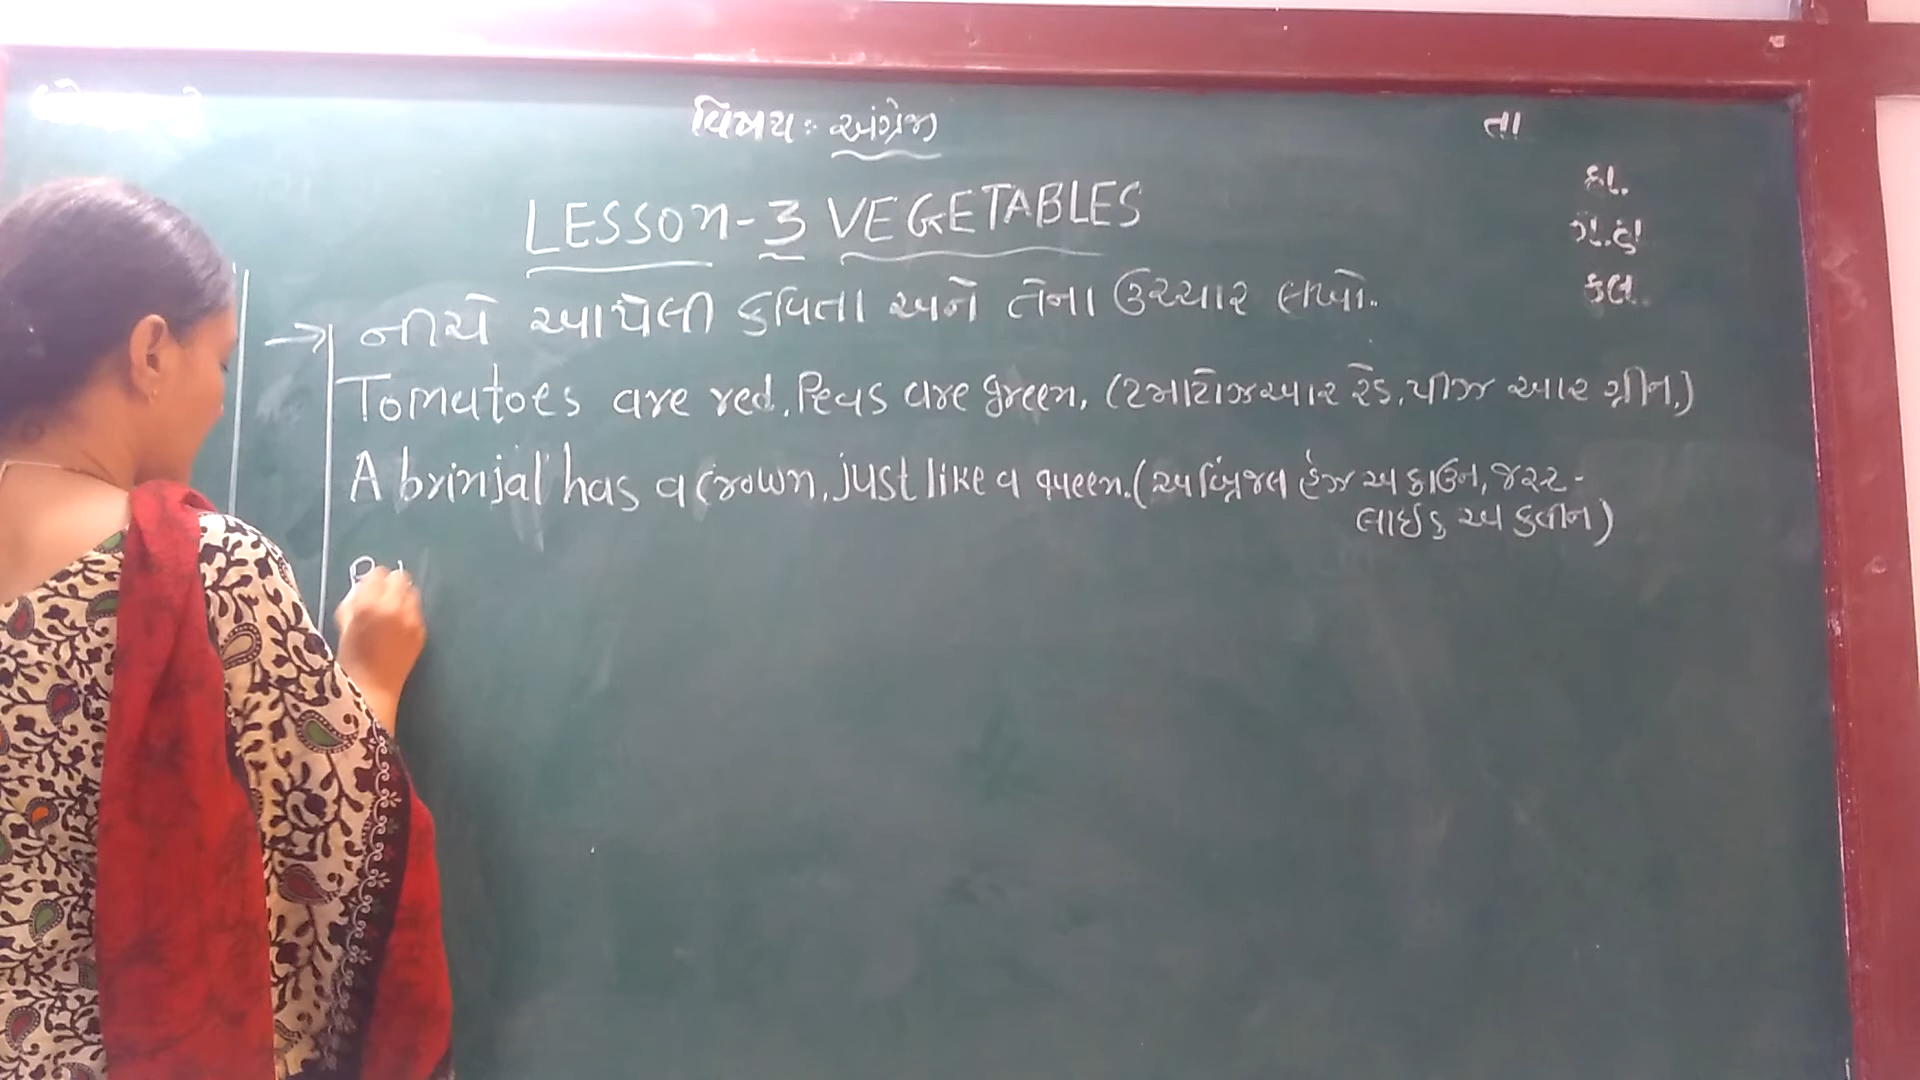 વિષય: અંગ્રેજી
તા
હા.
ગે.હા
કુલ
LESSON-3 VEGETABLES
→ નીચે આપેલી કવિતા અને તેના ઉચ્ચાર લખો.
Tomatoes are red. Peas are green. (ટમાટોઝ આર રેડ. પીઝ આર ગ્રીન.)
A brinjal has a crown, just like a queen. (અ બ્રિંજલ હેઝ અ ક્રાઉન, જસ્ટ-
લાઈક અ ક્વીન)